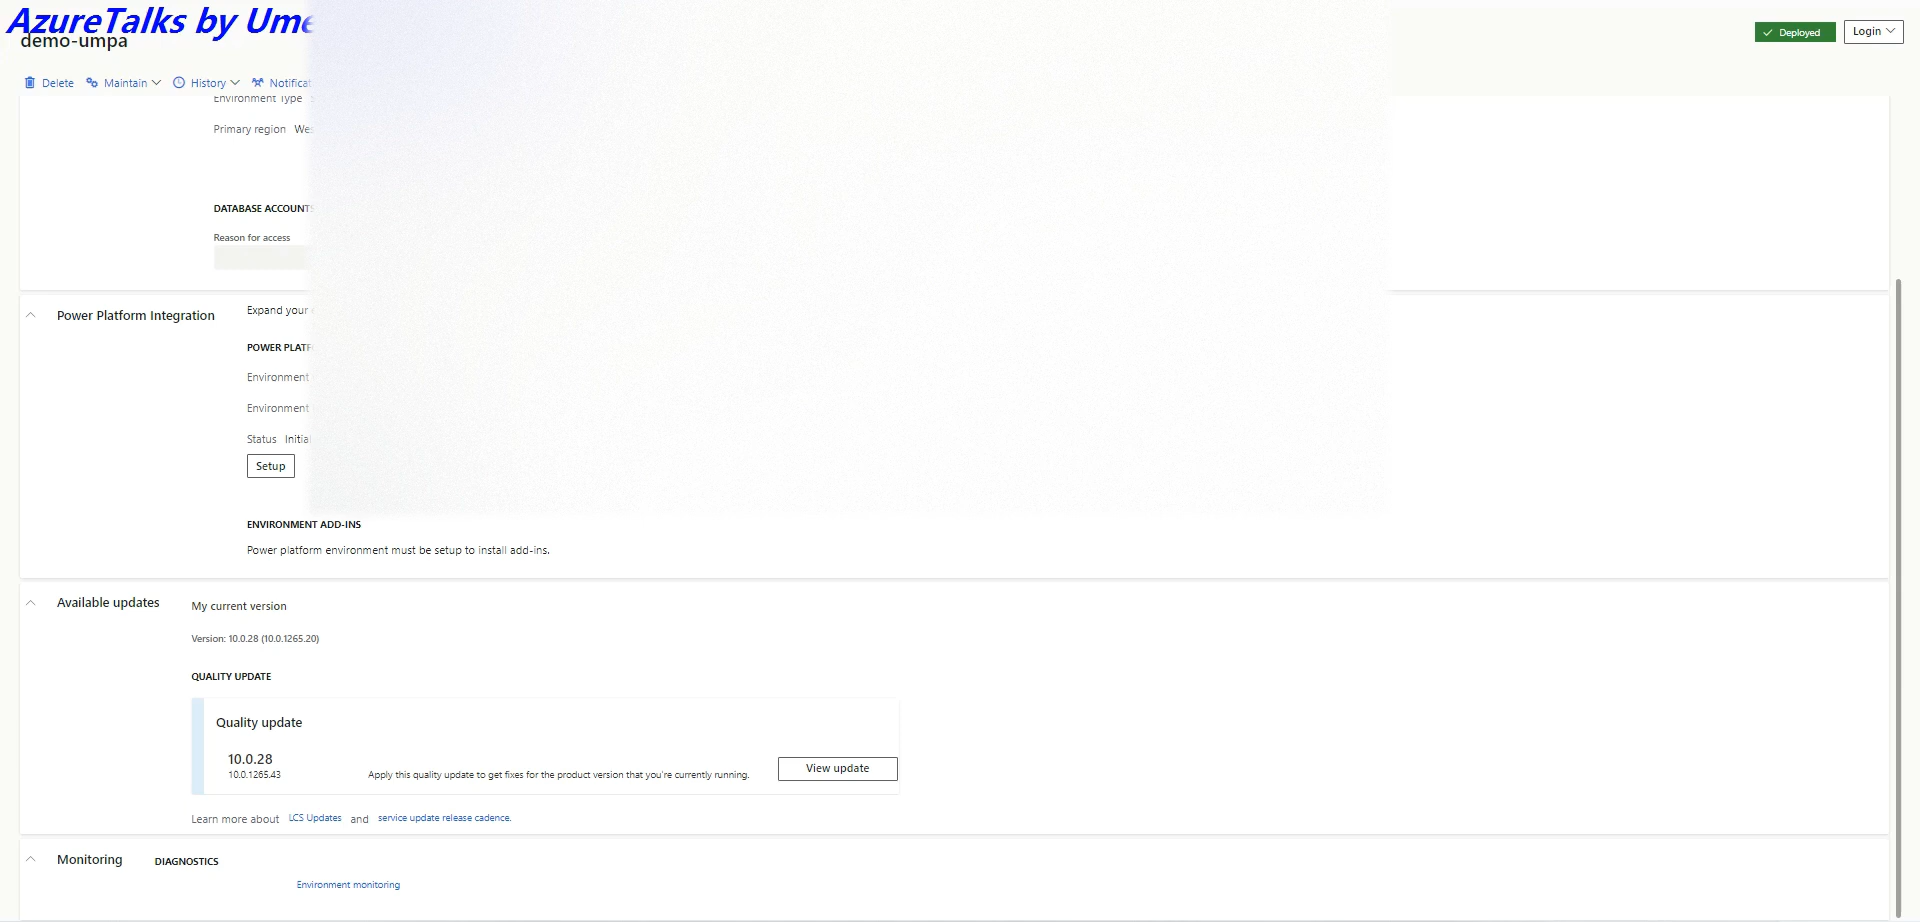 AzureTalks by Ume
demo-umpa
Deployed
Login
Delete Maintain History Notificat
Environment Type
Primary region Wes
DATABASE ACCOUNTS
Reason for access
Power Platform Integration
Expand your
POWER PLATF
Environment
Environment
Status Initial
Setup
ENVIRONMENT ADD-INS
Power platform environment must be setup to install add-ins.
Available updates
My current version
Version: 10.0.28 (10.0.1265.20)
QUALITY UPDATE
Quality update
10.0.28
10.0.1265.43
Apply this quality update to get fixes for the product version that you're currently running.
View update
Learn more about LCS Updates and service update release cadence.
Monitoring
DIAGNOSTICS
Environment monitoring